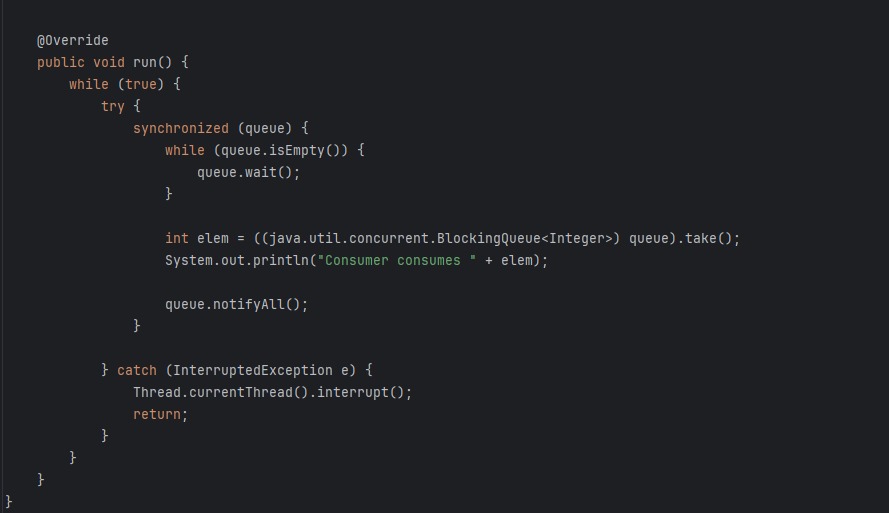 @Override
public void run() {
while (true) {
try {
synchronized (queue) {
while (queue.isEmpty()) {
queue.wait();
}
int elem = ((java.util.concurrent.BlockingQueue<Integer>) queue).take();
System.out.println("Consumer consumes " + elem);
queue.notifyAll();
}
} catch (InterruptedException e) {
Thread.currentThread().interrupt();
return;
}
}
}
}